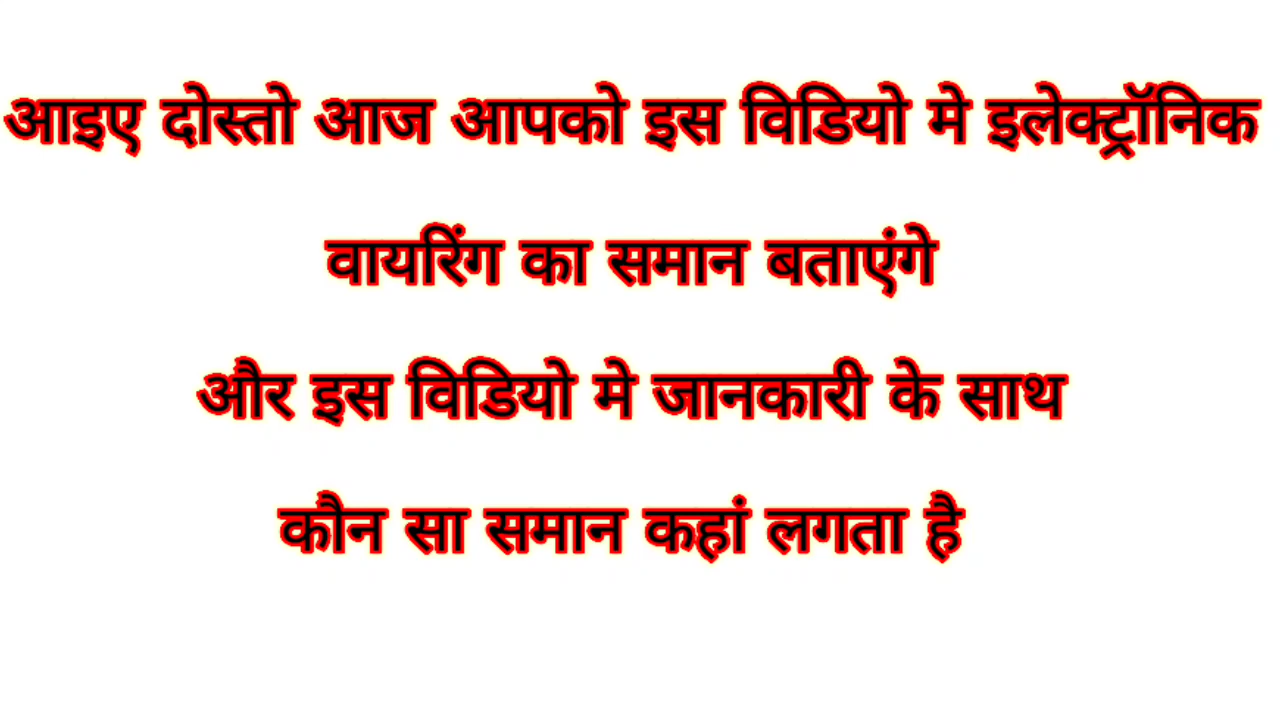 आइए दोस्तो आज आपको इस विडियो मे इलेक्ट्रॉनिक
वायरिंग का समान बताएंगे
और इस विडियो मे जानकारी के साथ
कौन सा समान कहां लगता है